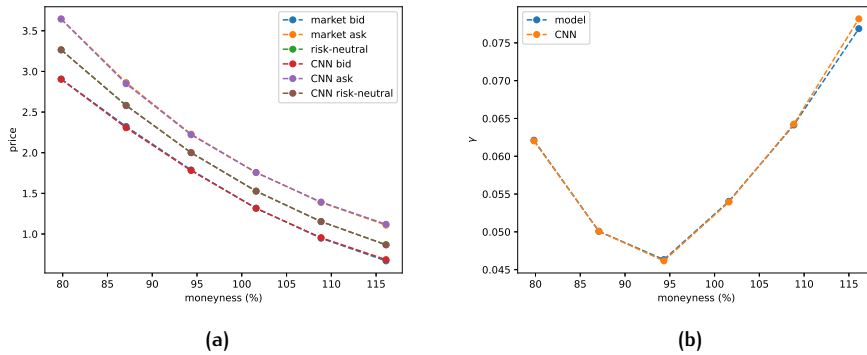 market bid
market ask
risk-neutral
CNN bid
CNN ask
CNN risk-neutral
price
3.5
3.0
2.5
2.0
1.5
1.0
80 85 90 95 100 105 110 115
moneyness (%)
(a)
model
CNN
γ
0.075
0.070
0.065
0.060
0.055
0.050
0.045
80 85 90 95 100 105 110 115
moneyness (%)
(b)